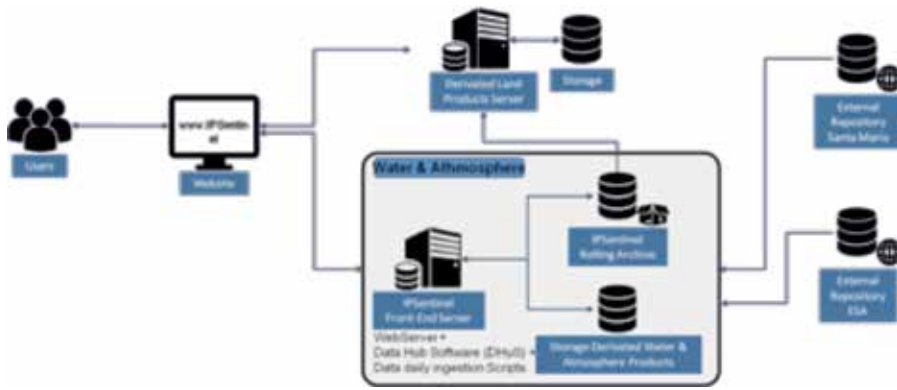 Users
www.IPSentin
el
Website
Derivated Land
Products Server
Storage
External
Repository
Santa Maria
Water & Athmosphere
IPSentinel
Rolling Archive
IPSentinel
Front-End Server
WebServer+
Data Hub Software (DHuS) +
Data daily ingestion Scripts
Storage Derivated Water &
Atmosphere Products
External
Repository
ESA